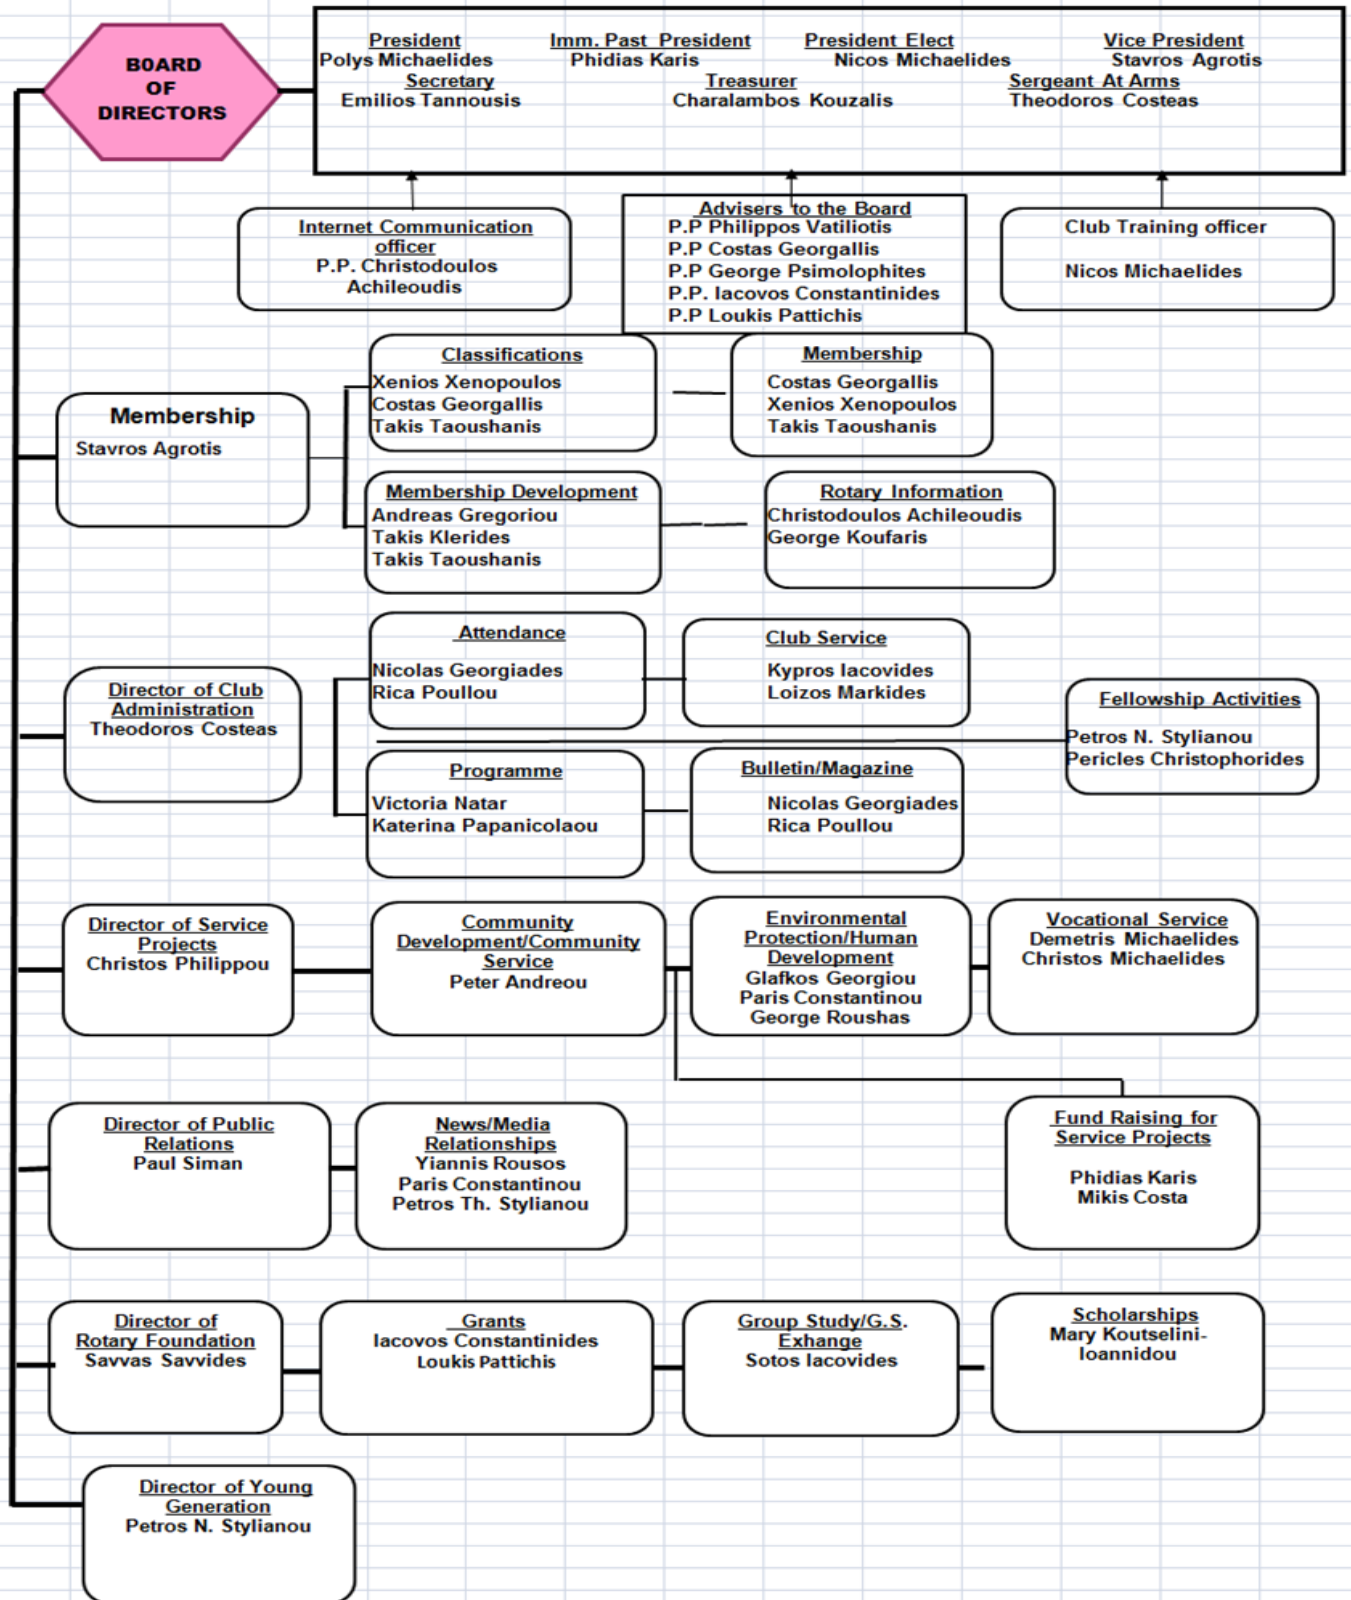 B0ARD
OF
DIRECTORS
President
Polys Michaelides
Imm. Past President
Phidias Karis
President Elect
Nicos Michaelides
Vice President
Stavros Agrotis
Secretary
Emilios Tannousis
Treasurer
Charalambos Kouzalis
Sergeant At Arms
Theodoros Costeas
Internet Communication
officer
P.P. Christodoulos
Achileoudis
Advisers to the Board
P.P Philippos Vatiliotis
P.P Costas Georgallis
P.P George Psimolophites
P.P. Iacovos Constantinides
P.P Loukis Pattichis
Club Training officer
Nicos Michaelides
Membership
Stavros Agrotis
Classifications
Xenios Xenopoulos
Costas Georgallis
Takis Taoushanis
Membership
Costas Georgallis
Xenios Xenopoulos
Takis Taoushanis
Membership Development
Andreas Gregoriou
Takis Klerides
Takis Taoushanis
Rotary Information
Christodoulos Achileoudis
George Koufaris
Director of Club
Administration
Theodoros Costeas
Attendance
Nicolas Georgiades
Rica Poullou
Club Service
Kypros Iacovides
Loizos Markides
Fellowship Activities
Petros N. Stylianou
Pericles Christophorides
Programme
Victoria Natar
Katerina Papanicolaou
Bulletin/Magazine
Nicolas Georgiades
Rica Poullou
Director of Service
Projects
Christos Philippou
Community
Development/Community
Service
Peter Andreou
Environmental
Protection/Human
Development
Glafkos Georgiou
Paris Constantinou
George Roushas
Vocational Service
Demetris Michaelides
Christos Michaelides
Fund Raising for
Service Projects
Phidias Karis
Mikis Costa
Director of Public
Relations
Paul Siman
News/Media
Relationships
Yiannis Rousos
Paris Constantinou
Petros Th. Stylianou
Director of
Rotary Foundation
Savvas Savvides
Grants
Iacovos Constantinides
Loukis Pattichis
Group Study/G.S.
Exhange
Sotos Iacovides
Scholarships
Mary Koutselini-
Ioannidou
Director of Young
Generation
Petros N. Stylianou